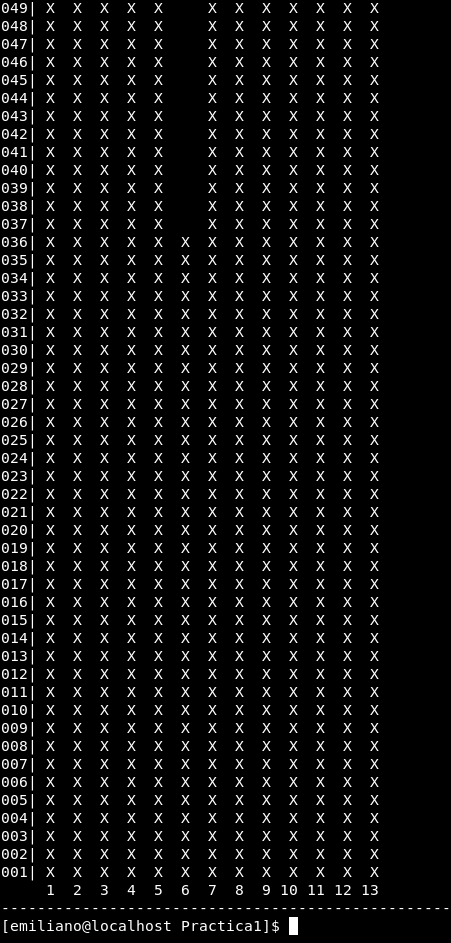 049| X  X  X  X  X     X  X  X  X  X  X  X
048| X  X  X  X  X     X  X  X  X  X  X  X
047| X  X  X  X  X     X  X  X  X  X  X  X
046| X  X  X  X  X     X  X  X  X  X  X  X
045| X  X  X  X  X     X  X  X  X  X  X  X
044| X  X  X  X  X     X  X  X  X  X  X  X
043| X  X  X  X  X     X  X  X  X  X  X  X
042| X  X  X  X  X     X  X  X  X  X  X  X
041| X  X  X  X  X     X  X  X  X  X  X  X
040| X  X  X  X  X     X  X  X  X  X  X  X
039| X  X  X  X  X     X  X  X  X  X  X  X
038| X  X  X  X  X     X  X  X  X  X  X  X
037| X  X  X  X  X     X  X  X  X  X  X  X
036| X  X  X  X  X  X  X  X  X  X  X  X  X
035| X  X  X  X  X  X  X  X  X  X  X  X  X
034| X  X  X  X  X  X  X  X  X  X  X  X  X
033| X  X  X  X  X  X  X  X  X  X  X  X  X
032| X  X  X  X  X  X  X  X  X  X  X  X  X
031| X  X  X  X  X  X  X  X  X  X  X  X  X
030| X  X  X  X  X  X  X  X  X  X  X  X  X
029| X  X  X  X  X  X  X  X  X  X  X  X  X
028| X  X  X  X  X  X  X  X  X  X  X  X  X
027| X  X  X  X  X  X  X  X  X  X  X  X  X
026| X  X  X  X  X  X  X  X  X  X  X  X  X
025| X  X  X  X  X  X  X  X  X  X  X  X  X
024| X  X  X  X  X  X  X  X  X  X  X  X  X
023| X  X  X  X  X  X  X  X  X  X  X  X  X
022| X  X  X  X  X  X  X  X  X  X  X  X  X
021| X  X  X  X  X  X  X  X  X  X  X  X  X
020| X  X  X  X  X  X  X  X  X  X  X  X  X
019| X  X  X  X  X  X  X  X  X  X  X  X  X
018| X  X  X  X  X  X  X  X  X  X  X  X  X
017| X  X  X  X  X  X  X  X  X  X  X  X  X
016| X  X  X  X  X  X  X  X  X  X  X  X  X
015| X  X  X  X  X  X  X  X  X  X  X  X  X
014| X  X  X  X  X  X  X  X  X  X  X  X  X
013| X  X  X  X  X  X  X  X  X  X  X  X  X
012| X  X  X  X  X  X  X  X  X  X  X  X  X
011| X  X  X  X  X  X  X  X  X  X  X  X  X
010| X  X  X  X  X  X  X  X  X  X  X  X  X
009| X  X  X  X  X  X  X  X  X  X  X  X  X
008| X  X  X  X  X  X  X  X  X  X  X  X  X
007| X  X  X  X  X  X  X  X  X  X  X  X  X
006| X  X  X  X  X  X  X  X  X  X  X  X  X
005| X  X  X  X  X  X  X  X  X  X  X  X  X
004| X  X  X  X  X  X  X  X  X  X  X  X  X
003| X  X  X  X  X  X  X  X  X  X  X  X  X
002| X  X  X  X  X  X  X  X  X  X  X  X  X
001| X  X  X  X  X  X  X  X  X  X  X  X  X
     1  2  3  4  5  6  7  8  9 10 11 12 13
--------------------------------------------------
[emiliano@localhost Practica1]$